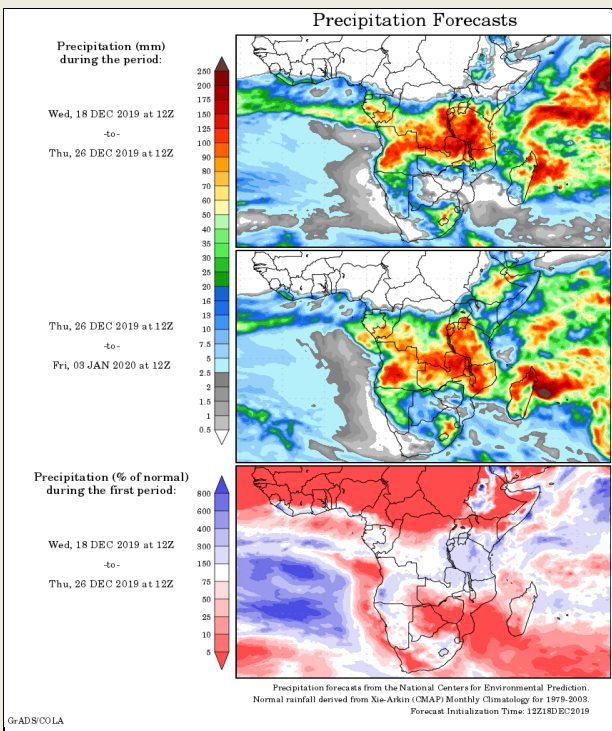 Precipitation Forecasts
Precipitation (mm)
during the period:
Wed, 18 DEC 2019 at 12Z
-to-
Thu, 26 DEC 2019 at 12Z
250
200
175
150
125
100
90
80
70
60
50
40
35
30
25
20
16
13
10
7.5
5
2.5
2
1.5
1
0.5
Thu, 26 DEC 2019 at 12Z
-to-
Fri, 03 JAN 2020 at 12Z
Precipitation (% of normal)
during the first period:
Wed, 18 DEC 2019 at 12Z
-to-
Thu, 26 DEC 2019 at 12Z
800
600
400
300
150
75
50
25
10
5
Precipitation forecasts from the National Centers for Environmental Prediction.
Normal rainfall derived from Xie-Arkin (CMAP) Monthly Climatology for 1979-2003.
Forecast Initialization Time: 12Z18DEC2019
GrADS/COLA